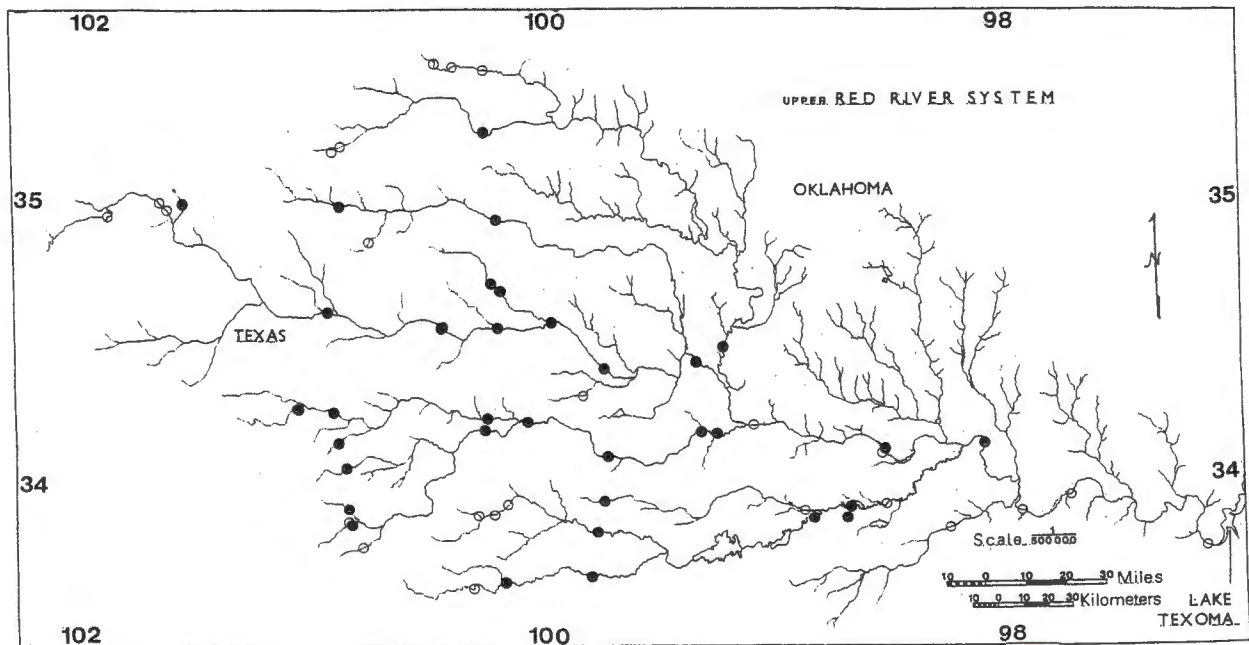 102 100 98
UPPER RED RIVER SYSTEM
OKLAHOMA
35 35
N
TEXAS
34 34
Scale 1
500 000
10 0 10 20 30 Miles
10 0 10 20 30 Kilometers
LAKE
TEXOMA
102 100 98